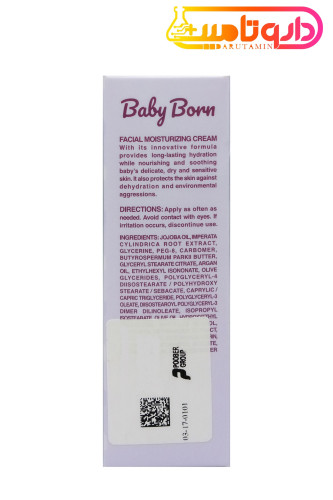 داروتامین
DARUTAMIN
Baby Born
FACIAL MOISTURIZING CREAM
With its innovative formula
provides long-lasting hydration
while nourishing and soothing
baby's delicate, dry and sensitive
skin. It also protects the skin against
dehydration and environmental
aggressions.
DIRECTIONS: Apply as often as
needed. Avoid contact with eyes. If
irritation occurs, discontinue use.
INGREDIENTS: JOJOBA OIL, IMPERATA
CYLINDRICA ROOT EXTRACT,
GLYCERINE, PEG-8, CARBOMER,
BUTYROSPERMUM PARKII BUTTER,
GLYCERYL STEARATE CITRATE, ARGAN
OIL, ETHYLHEXYL ISONONATE, OLIVE
GLYCERIDES, POLYGLYCERYL-4
DIISOSTEARATE / POLYHYDROXY
STEARATE / SEBACATE, CAPRYLIC /
CAPRIC TRIGLYCERIDE, POLYGLYCERYL-3
OLEATE, DIISOSTEAROYL POLYGLYCERYL-3
DIMER DILINOLEATE, ISOPROPYL
POOBER
GROUP
03-17-0101